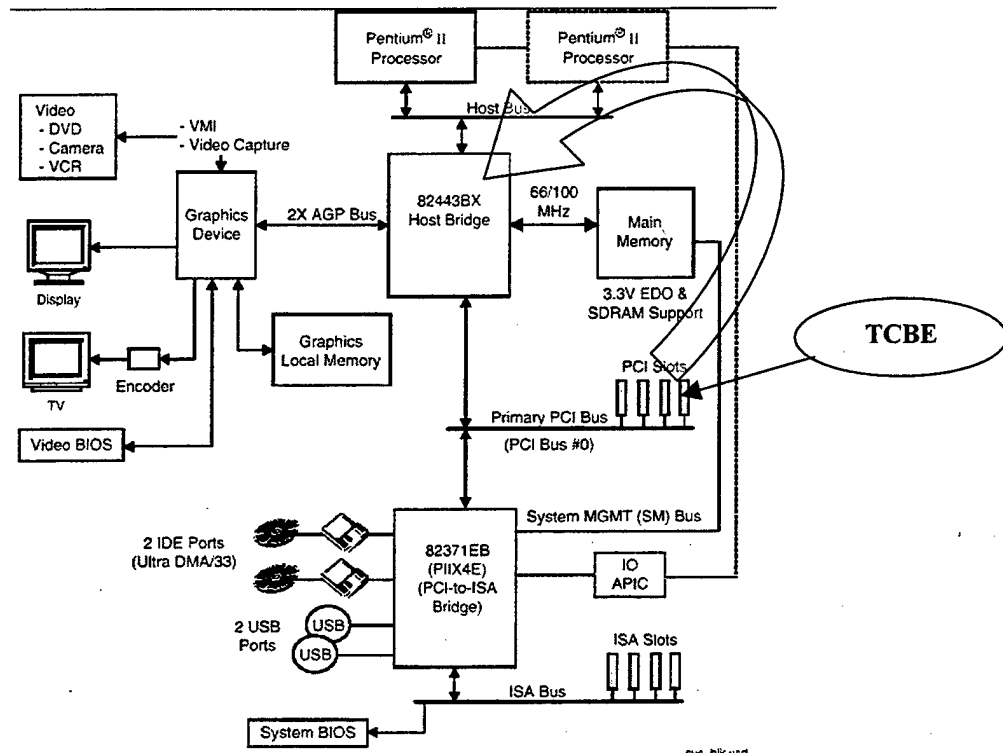 Pentium® II
Processor
Pentium® II
Processor
Host Bus
Video
- DVD
- Camera
- VCR
- VMI
- Video Capture
Graphics
Device
2X AGP Bus
82443BX
Host Bridge
66/100
MHz
Main
Memory
3.3V EDO &
SDRAM Support
Display
TV
Encoder
Graphics
Local Memory
Video BIOS
TCBE
PCI Slots
Primary PCI Bus
(PCI Bus #0)
System MGMT (SM) Bus
2 IDE Ports
(Ultra DMA/33)
82371EB
(PIIX4E)
(PCI-to-ISA
Bridge)
IO
APIC
2 USB
Ports
USB
USB
ISA Slots
ISA Bus
System BIOS